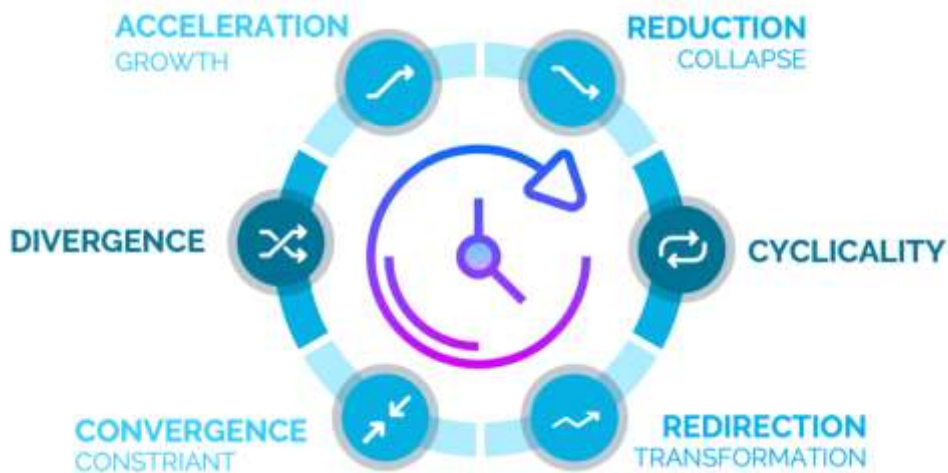 ACCELERATION
GROWTH
REDUCTION
COLLAPSE
DIVERGENCE
CYCLICALITY
CONVERGENCE
CONSTRIANT
REDIRECTION
TRANSFORMATION